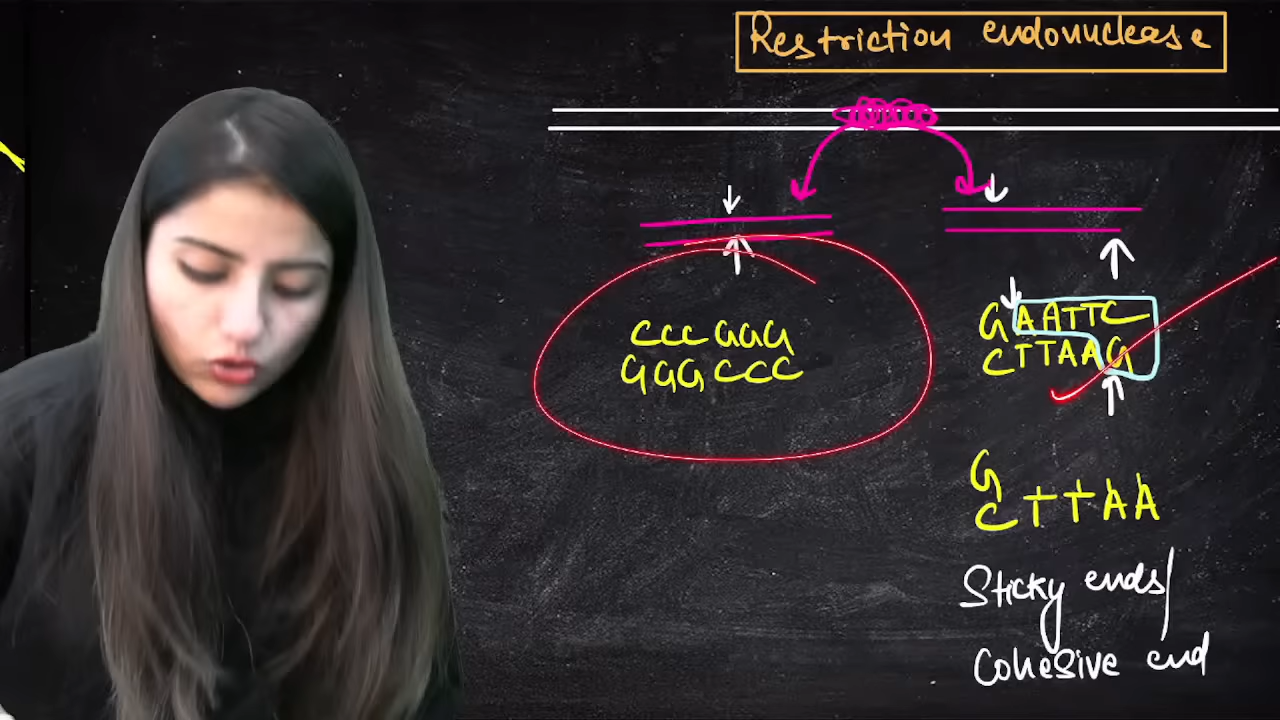 Restriction endonuclease
CCCGGG
GGGCCC
GAATTC
CTTAAG
G
CTTAA
Sticky ends/
Cohesive end